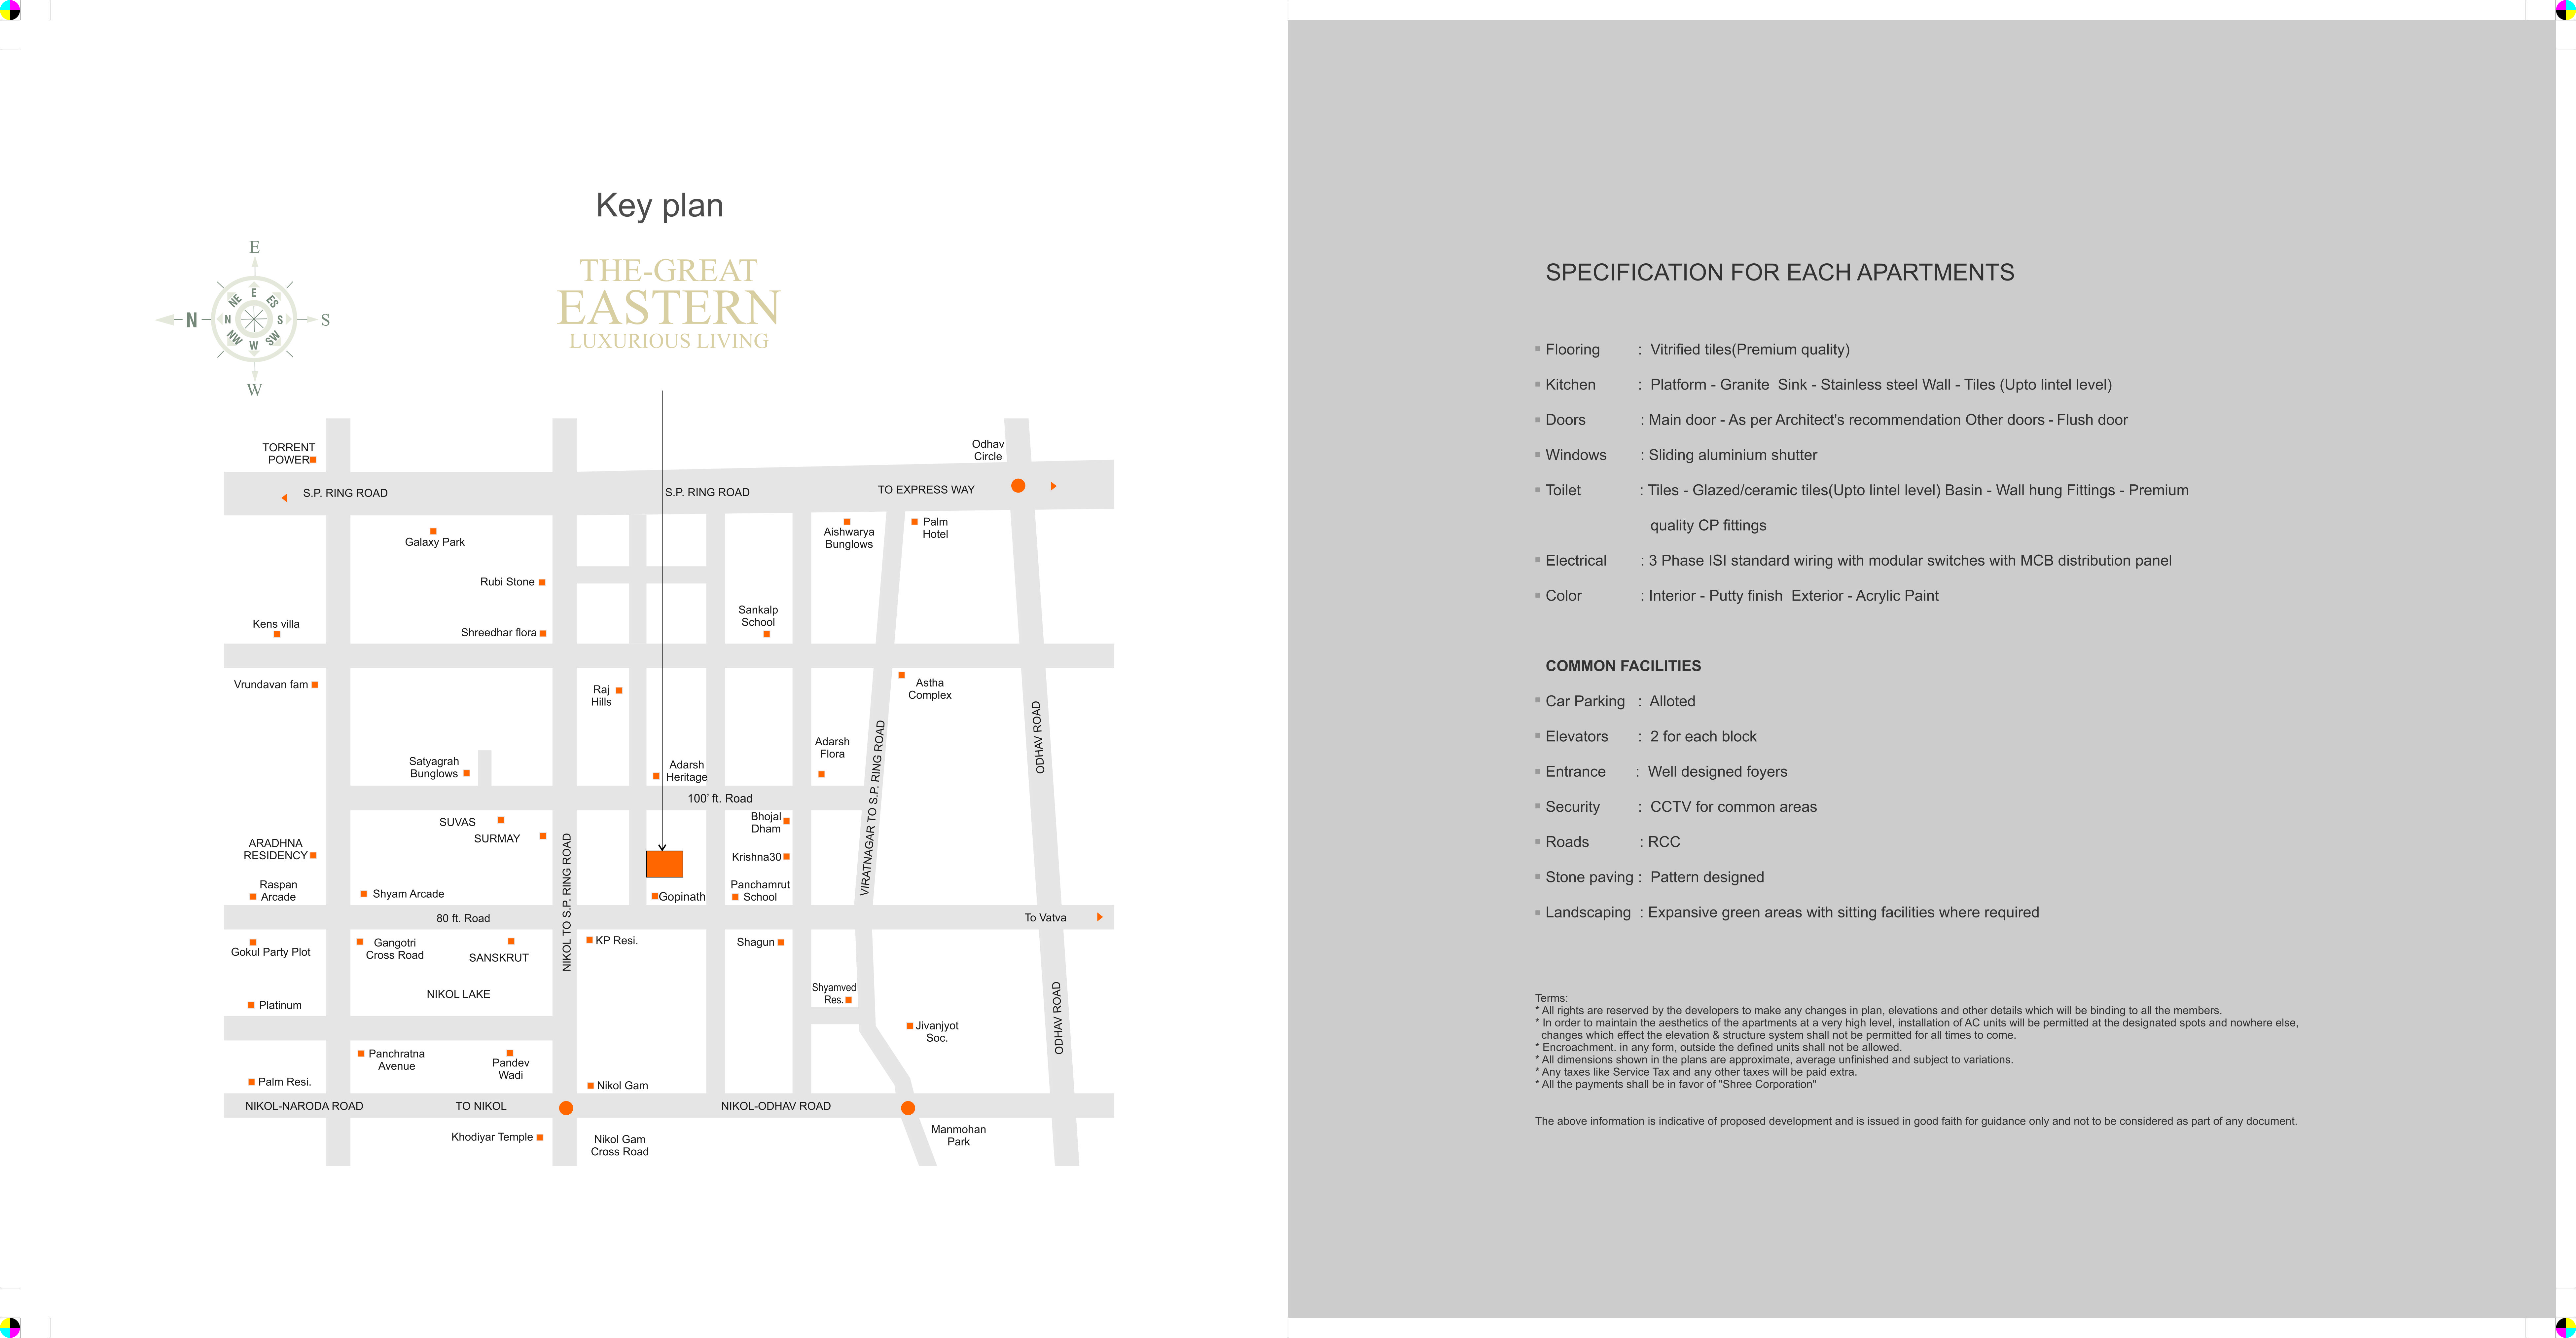 Key plan
THE-GREAT
EASTERN
LUXURIOUS LIVING
E
N
S
W
E
ES
S
SW
W
NW
N
NE
TORRENT
POWER
Odhav
Circle
S.P. RING ROAD
S.P. RING ROAD
TO EXPRESS WAY
Galaxy Park
Aishwarya
Bunglows
Palm
Hotel
Rubi Stone
Sankalp
School
Kens villa
Shreedhar flora
Vrundavan fam
Raj
Hills
Astha
Complex
ODHAV ROAD
VIRATNAGAR TO S.P. RING ROAD
Adarsh
Flora
Satyagrah
Bunglows
Adarsh
Heritage
100' ft. Road
SUVAS
SURMAY
Bhojal
Dham
NIKOL TO S.P. RING ROAD
ARADHNA
RESIDENCY
Krishna30
Raspan
Arcade
Shyam Arcade
Gopinath
Panchamrut
School
80 ft. Road
To Vatva
Gokul Party Plot
Gangotri
Cross Road
SANSKRUT
KP Resi.
Shagun
NIKOL LAKE
Platinum
Shyamved
Res.
ODHAV ROAD
Jivanjyot
Soc.
Panchratna
Avenue
Pandev
Wadi
Palm Resi.
Nikol Gam
NIKOL-NARODA ROAD
TO NIKOL
NIKOL-ODHAV ROAD
Khodiyar Temple
Nikol Gam
Cross Road
Manmohan
Park
SPECIFICATION FOR EACH APARTMENTS
Flooring : Vitrified tiles(Premium quality)
Kitchen : Platform - Granite Sink - Stainless steel Wall - Tiles (Upto lintel level)
Doors : Main door - As per Architect's recommendation Other doors - Flush door
Windows : Sliding aluminium shutter
Toilet : Tiles - Glazed/ceramic tiles(Upto lintel level) Basin - Wall hung Fittings - Premium
quality CP fittings
Electrical : 3 Phase ISI standard wiring with modular switches with MCB distribution panel
Color : Interior - Putty finish Exterior - Acrylic Paint
COMMON FACILITIES
Car Parking : Alloted
Elevators : 2 for each block
Entrance : Well designed foyers
Security : CCTV for common areas
Roads : RCC
Stone paving : Pattern designed
Landscaping : Expansive green areas with sitting facilities where required
Terms:
* All rights are reserved by the developers to make any changes in plan, elevations and other details which will be binding to all the members.
* In order to maintain the aesthetics of the apartments at a very high level, installation of AC units will be permitted at the designated spots and nowhere else,
changes which effect the elevation & structure system shall not be permitted for all times to come.
* Encroachment. in any form, outside the defined units shall not be allowed.
* All dimensions shown in the plans are approximate, average unfinished and subject to variations.
* Any taxes like Service Tax and any other taxes will be paid extra.
* All the payments shall be in favor of "Shree Corporation"
The above information is indicative of proposed development and is issued in good faith for guidance only and not to be considered as part of any document.